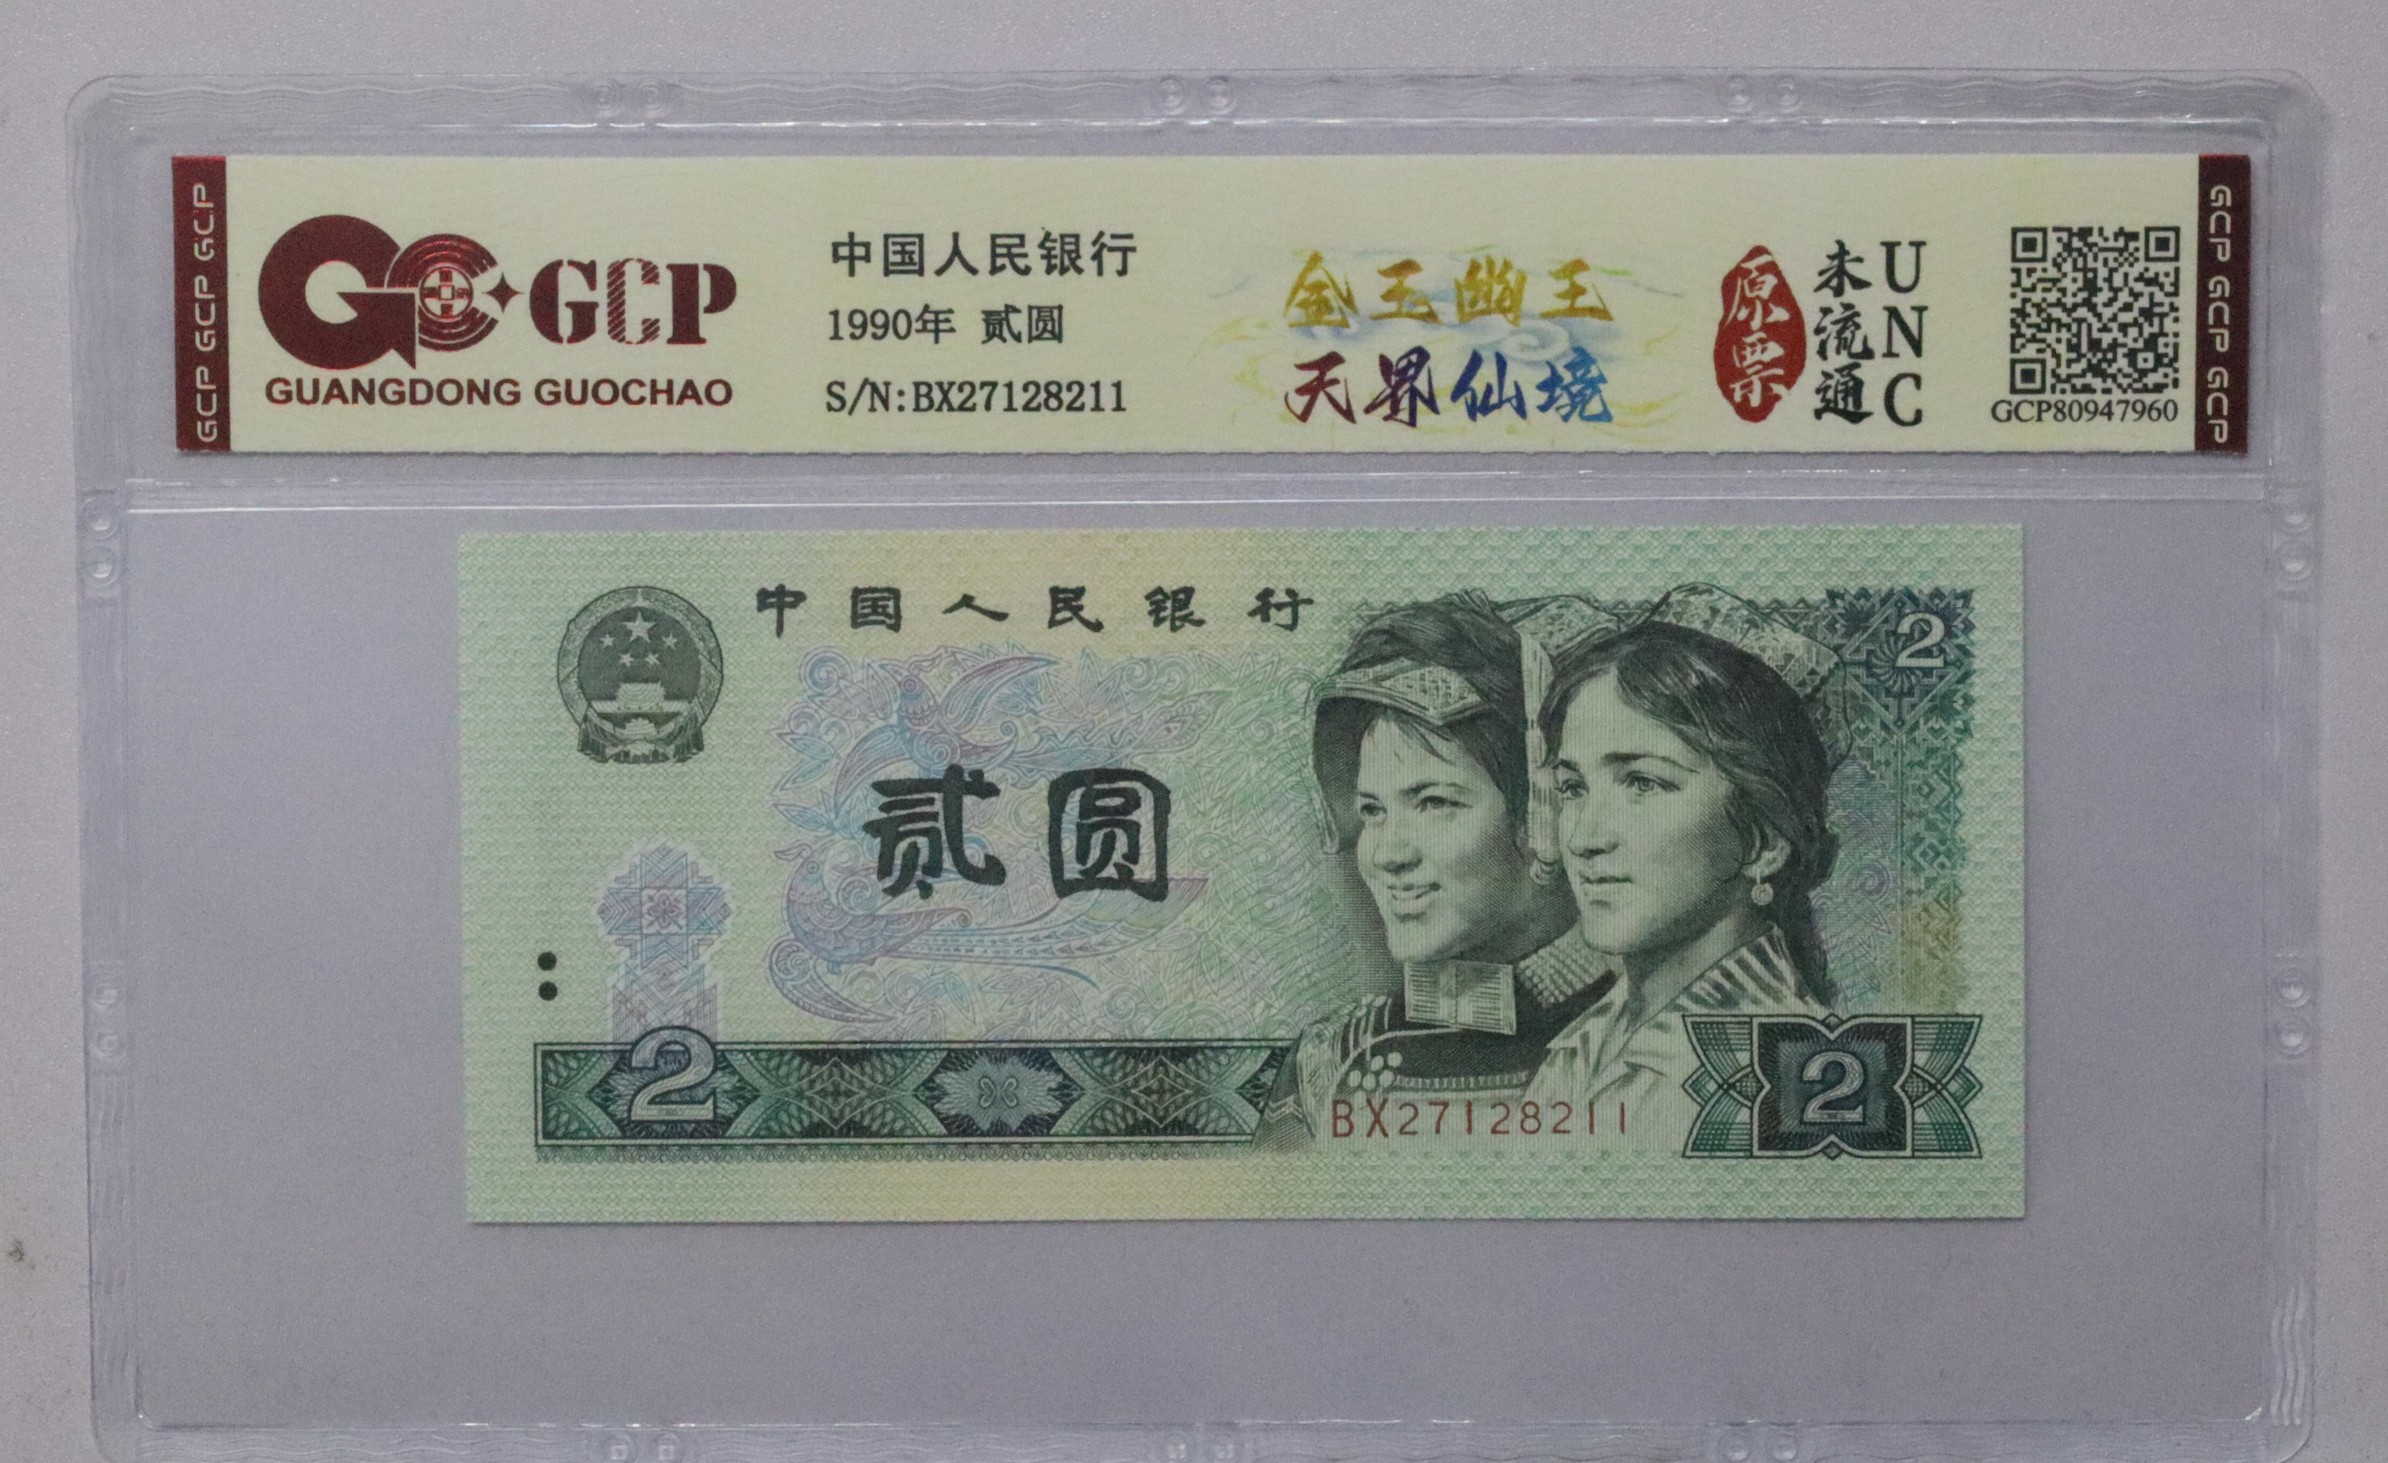 GCP GCP GCP
GCP
GUANGDONG GUOCHAO
中国人民银行
1990年 贰圆
S/N:BX27128211
金玉幽王
天界仙境
原票
未流通
UNC
GCP80947960
GCP GCP GCP
中国人民银行
2
贰圆
2
BX27128211
2